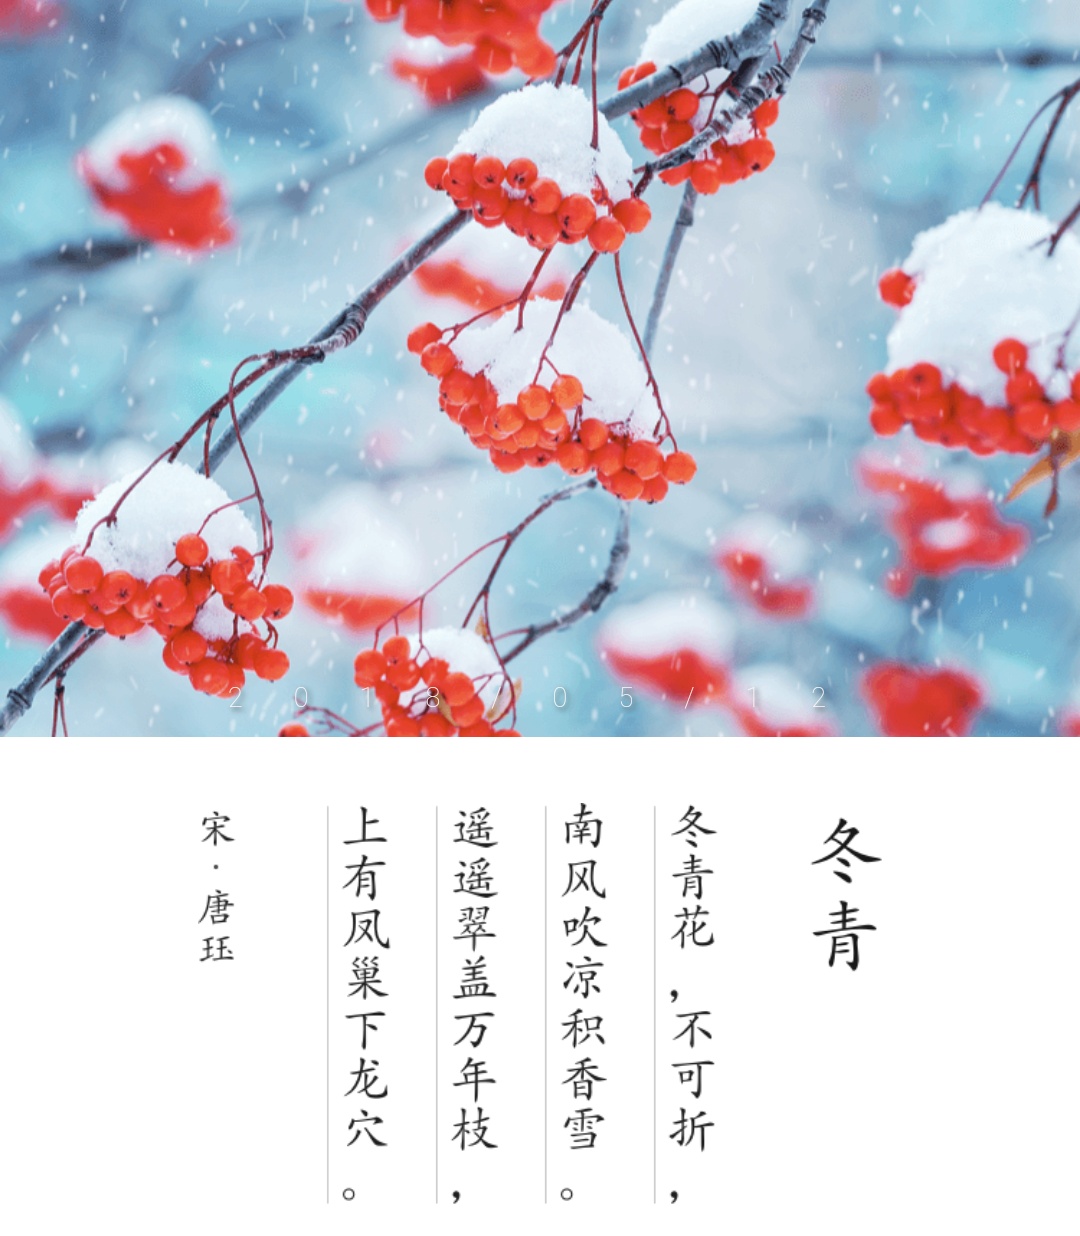 2018/05/12
冬青
冬青花，不可折，
南风吹凉积香雪。
遥遥翠盖万年枝，
上有凤巢下龙穴。
宋·唐珏